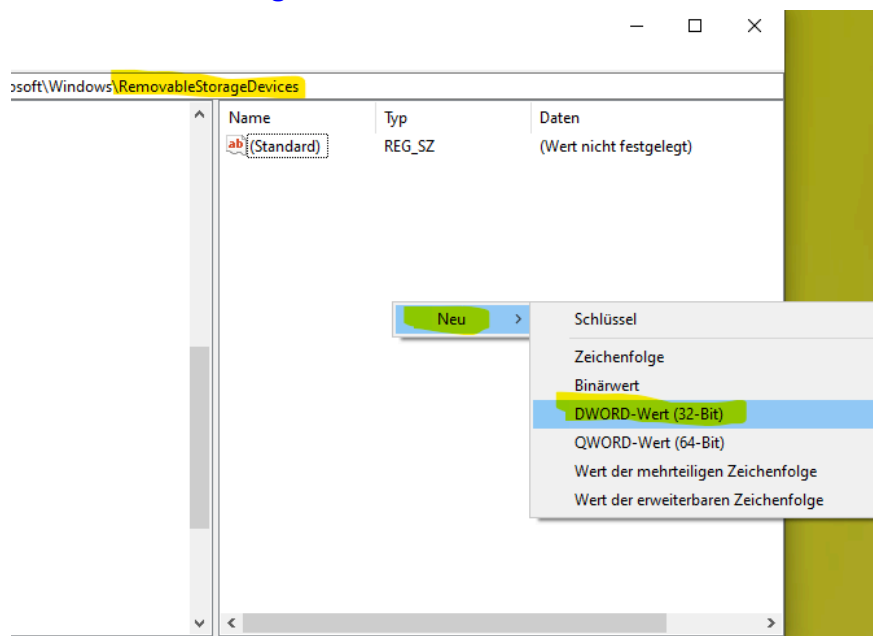 osoft\Windows\RemovableStorageDevices
Name Typ Daten
ab (Standard) REG_SZ (Wert nicht festgelegt)
Neu > Schlüssel
Zeichenfolge
Binärwert
DWORD-Wert (32-Bit)
QWORD-Wert (64-Bit)
Wert der mehrteiligen Zeichenfolge
Wert der erweiterbaren Zeichenfolge